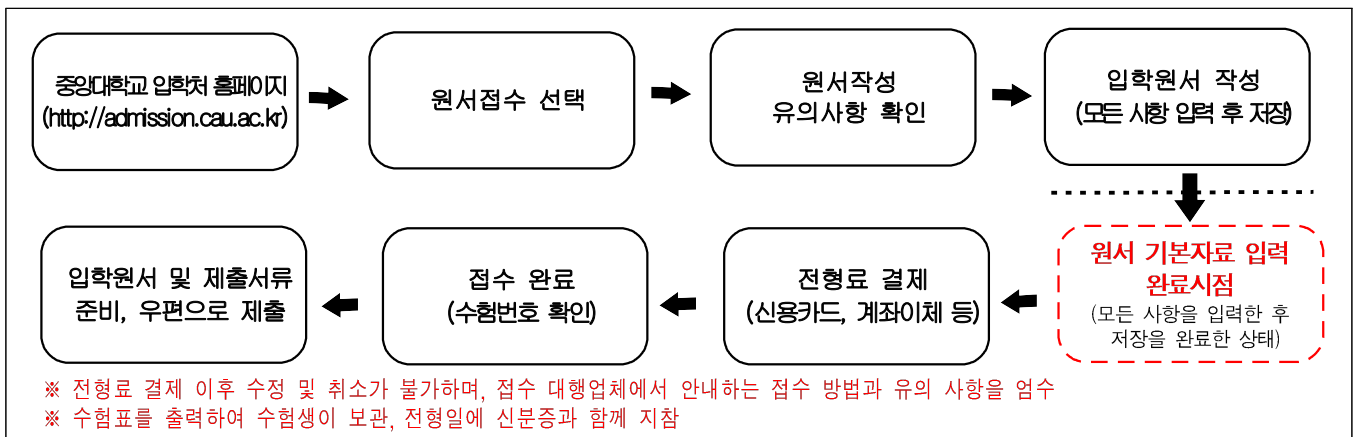 중앙대학교 입학처 홈페이지
(http://admission.cau.ac.kr)
원서접수 선택
원서작성
유의사항 확인
입학원서 작성
(모든 사항 입력 후 저장)
원서 기본자료 입력
완료시점
(모든 사항을 입력한 후
저장을 완료한 상태)
전형료 결제
(신용카드, 계좌이체 등)
접수 완료
(수험번호 확인)
입학원서 및 제출서류
준비, 우편으로 제출
※ 전형료 결제 이후 수정 및 취소가 불가하며, 접수 대행업체에서 안내하는 접수 방법과 유의 사항을 엄수
※ 수험표를 출력하여 수험생이 보관, 전형일에 신분증과 함께 지참